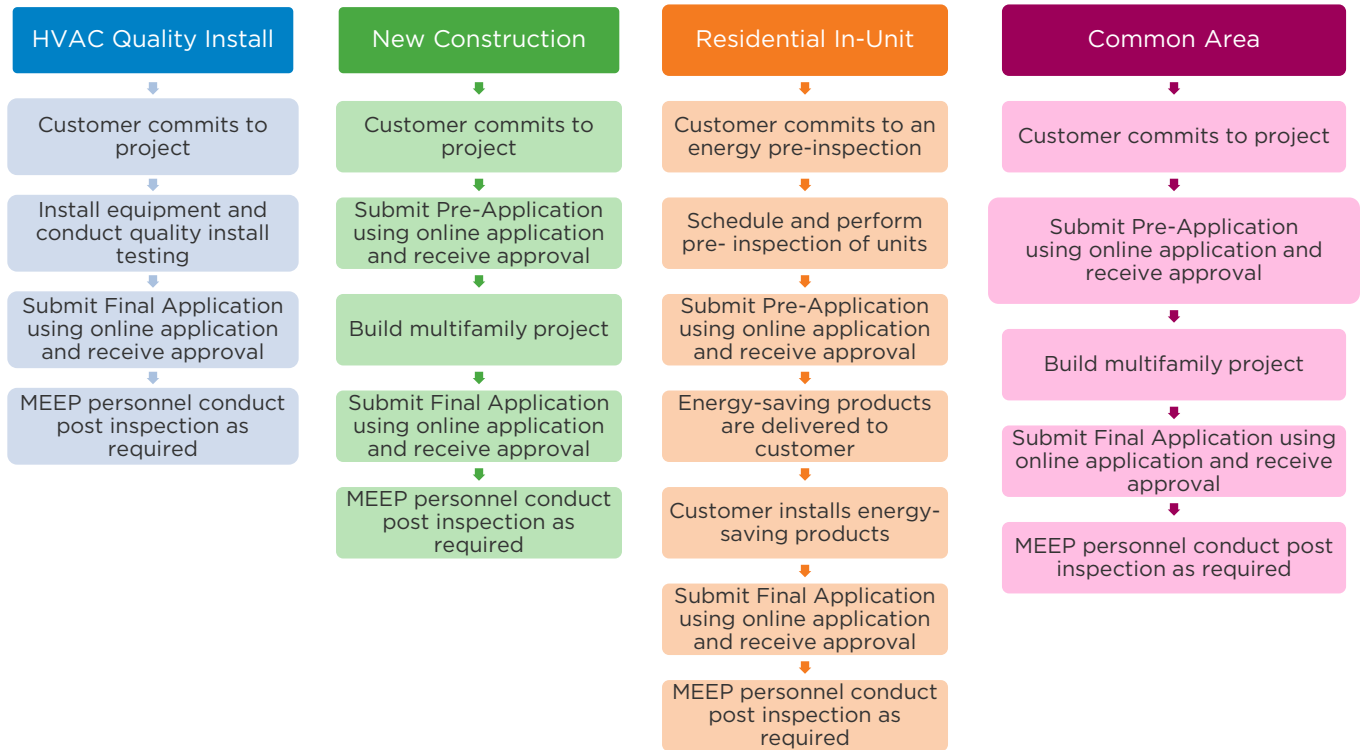 HVAC Quality Install
Customer commits to
project
Install equipment and
conduct quality install
testing
Submit Final Application
using online application
and receive approval
MEEP personnel conduct
post inspection as
required
New Construction
Customer commits to
project
Submit Pre-Application
using online application
and receive approval
Build multifamily project
Submit Final Application
using online application
and receive approval
MEEP personnel conduct
post inspection as
required
Residential In-Unit
Customer commits to an
energy pre-inspection
Schedule and perform
pre- inspection of units
Submit Pre-Application
using online application
and receive approval
Energy-saving products
are delivered to
customer
Customer installs energy-
saving products
Submit Final Application
using online application
and receive approval
MEEP personnel conduct
post inspection as
required
Common Area
Customer commits to project
Submit Pre-Application
using online application and
receive approval
Build multifamily project
Submit Final Application using
online application and receive
approval
MEEP personnel conduct post
inspection as required